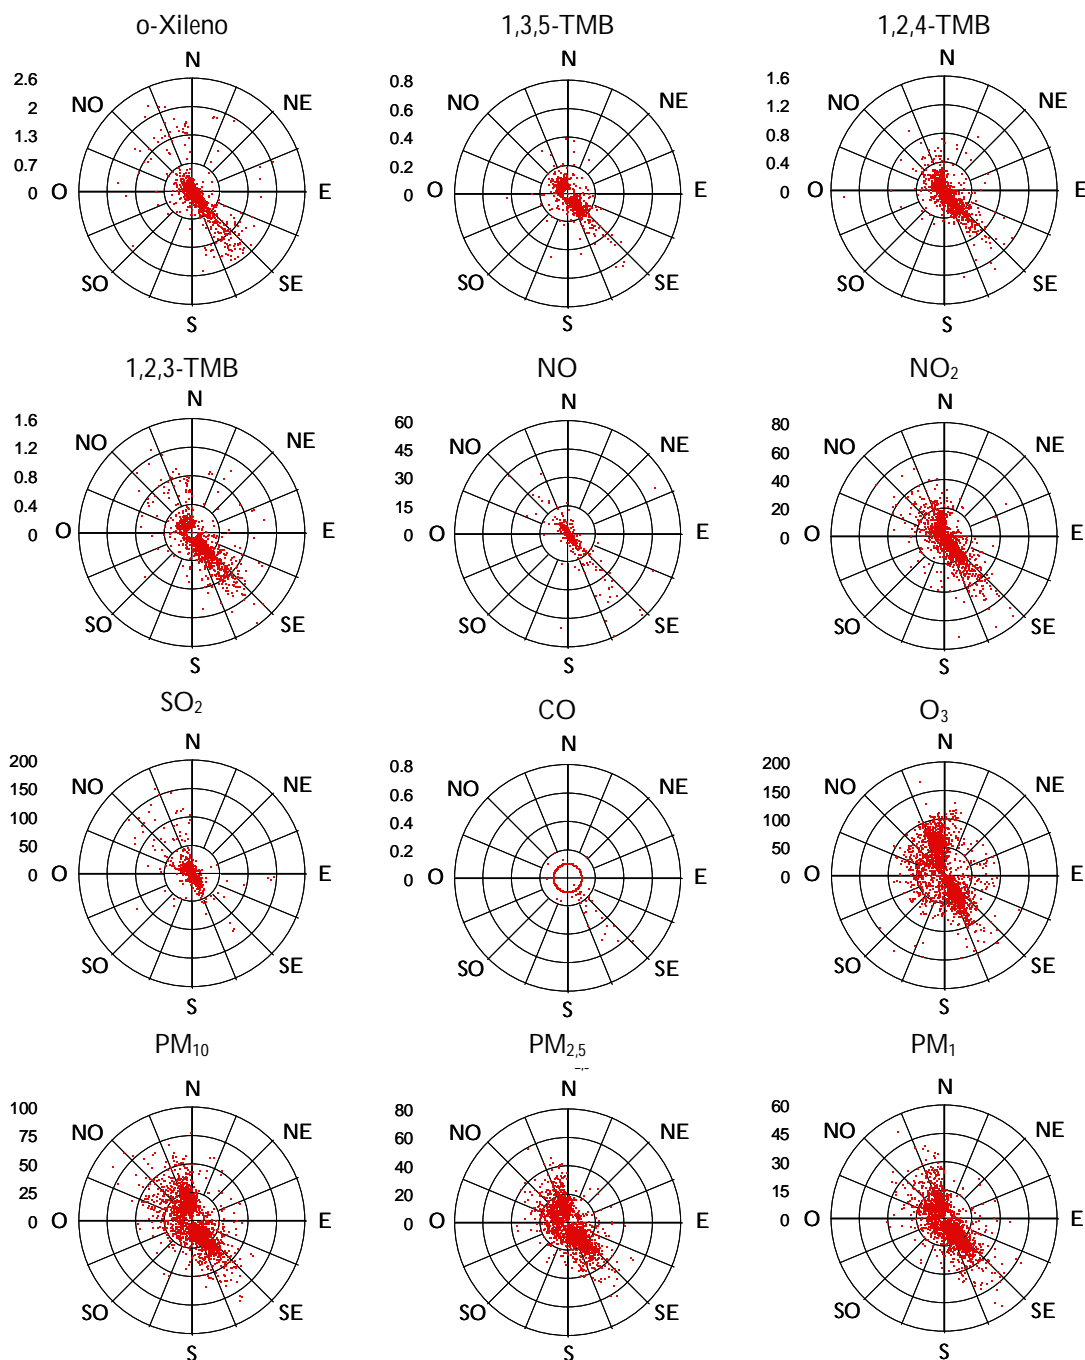 o-Xileno 1,3,5-TMB 1,2,4-TMB
N N N
2.6 0.8 1.6
NO NE NO NE NO NE
2 0.6 1.2
1.3 0.4 0.8
0.7 0.2 0.4
0 O E 0 O E 0 O E
SO SE SO SE SO SE
S S S
1,2,3-TMB NO NO₂
N N N
1.6 60 80
NO NE NO NE NO NE
1.2 45 60
0.8 30 40
0.4 15 20
0 O E 0 O E 0 O E
SO SE SO SE SO SE
S S S
SO₂ CO O₃
N N N
200 0.8 200
NO NE NO NE NO NE
150 0.6 150
100 0.4 100
50 0.2 50
0 O E 0 O E 0 O E
SO SE SO SE SO SE
S S S
PM₁₀ PM₂,₅ PM₁
N N N
100 80 60
NO NE NO NE NO NE
75 60 45
50 40 30
25 20 15
0 O E 0 O E 0 O E
SO SE SO SE SO SE
S S S